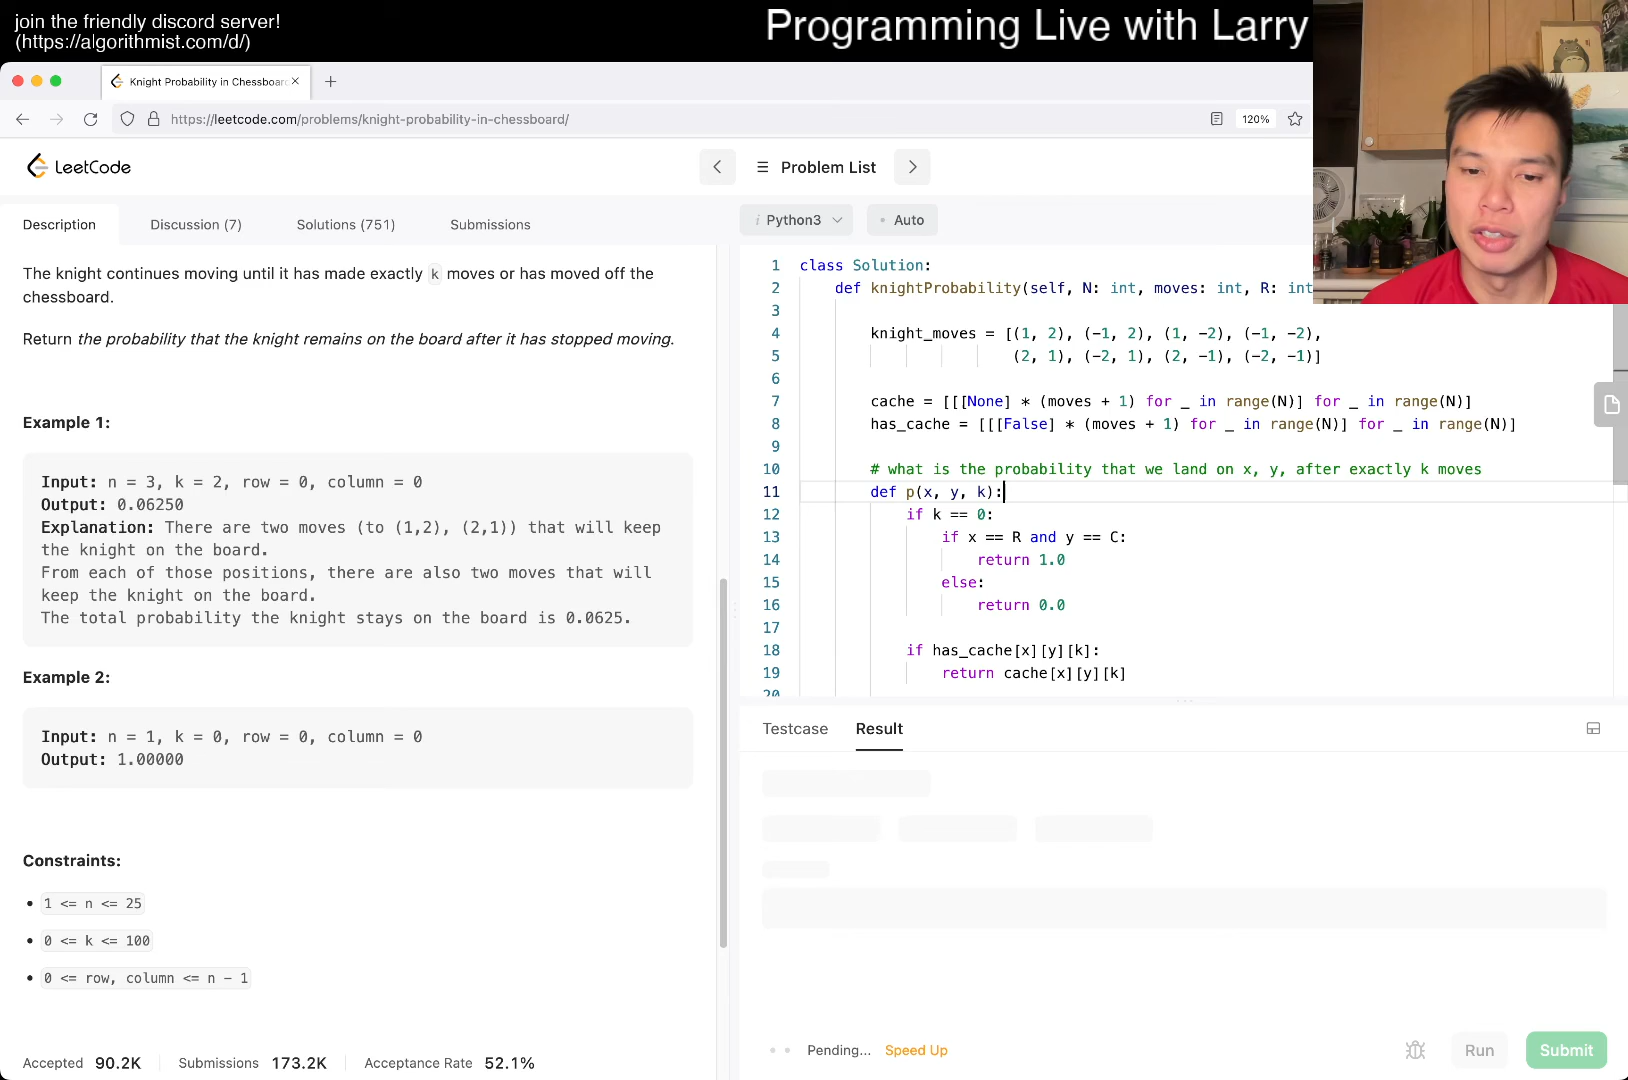 join the friendly discord server!
(https://algorithmist.com/d/)
Programming Live with Larry
Knight Probability in Chessboard
https://leetcode.com/problems/knight-probability-in-chessboard/
120%
LeetCode
Problem List
Description
Discussion (7)
Solutions (751)
Submissions
i Python3
Auto
The knight continues moving until it has made exactly k moves or has moved off the
chessboard.
Return the probability that the knight remains on the board after it has stopped moving.
Example 1:
Input: n = 3, k = 2, row = 0, column = 0
Output: 0.06250
Explanation: There are two moves (to (1,2), (2,1)) that will keep
the knight on the board.
From each of those positions, there are also two moves that will
keep the knight on the board.
The total probability the knight stays on the board is 0.0625.
Example 2:
Input: n = 1, k = 0, row = 0, column = 0
Output: 1.00000
Constraints:
1 <= n <= 25
0 <= k <= 100
0 <= row, column <= n - 1
Accepted 90.2K
Submissions 173.2K
Acceptance Rate 52.1%
1 class Solution:
2 def knightProbability(self, N: int, moves: int, R: int
3
4 knight_moves = [(1, 2), (-1, 2), (1, -2), (-1, -2),
5 (2, 1), (-2, 1), (2, -1), (-2, -1)]
6
7 cache = [[[None] * (moves + 1) for _ in range(N)] for _ in range(N)]
8 has_cache = [[[False] * (moves + 1) for _ in range(N)] for _ in range(N)]
9
10 # what is the probability that we land on x, y, after exactly k moves
11 def p(x, y, k):
12 if k == 0:
13 if x == R and y == C:
14 return 1.0
15 else:
16 return 0.0
17
18 if has_cache[x][y][k]:
19 return cache[x][y][k]
20
Testcase
Result
Pending...
Speed Up
Run
Submit